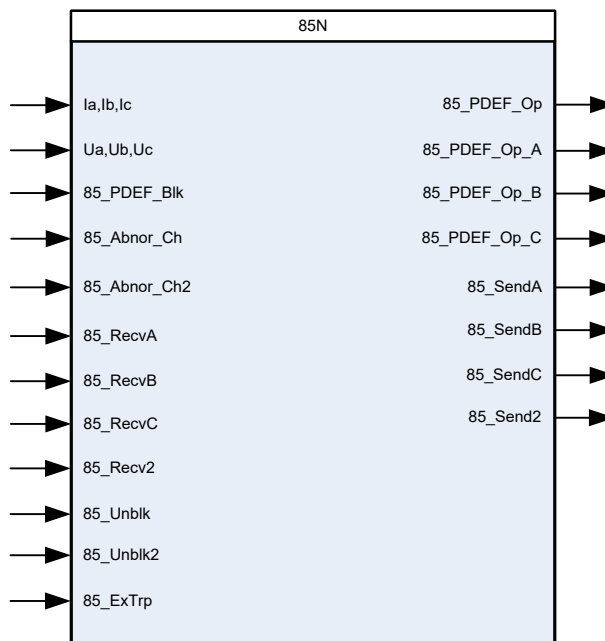 85N
Ia,Ib,Ic 85_PDEF_Op
Ua,Ub,Uc 85_PDEF_Op_A
85_PDEF_Blk 85_PDEF_Op_B
85_Abnor_Ch 85_PDEF_Op_C
85_Abnor_Ch2 85_SendA
85_RecvA 85_SendB
85_RecvB 85_SendC
85_RecvC 85_Send2
85_Recv2
85_Unblk
85_Unblk2
85_ExTrp